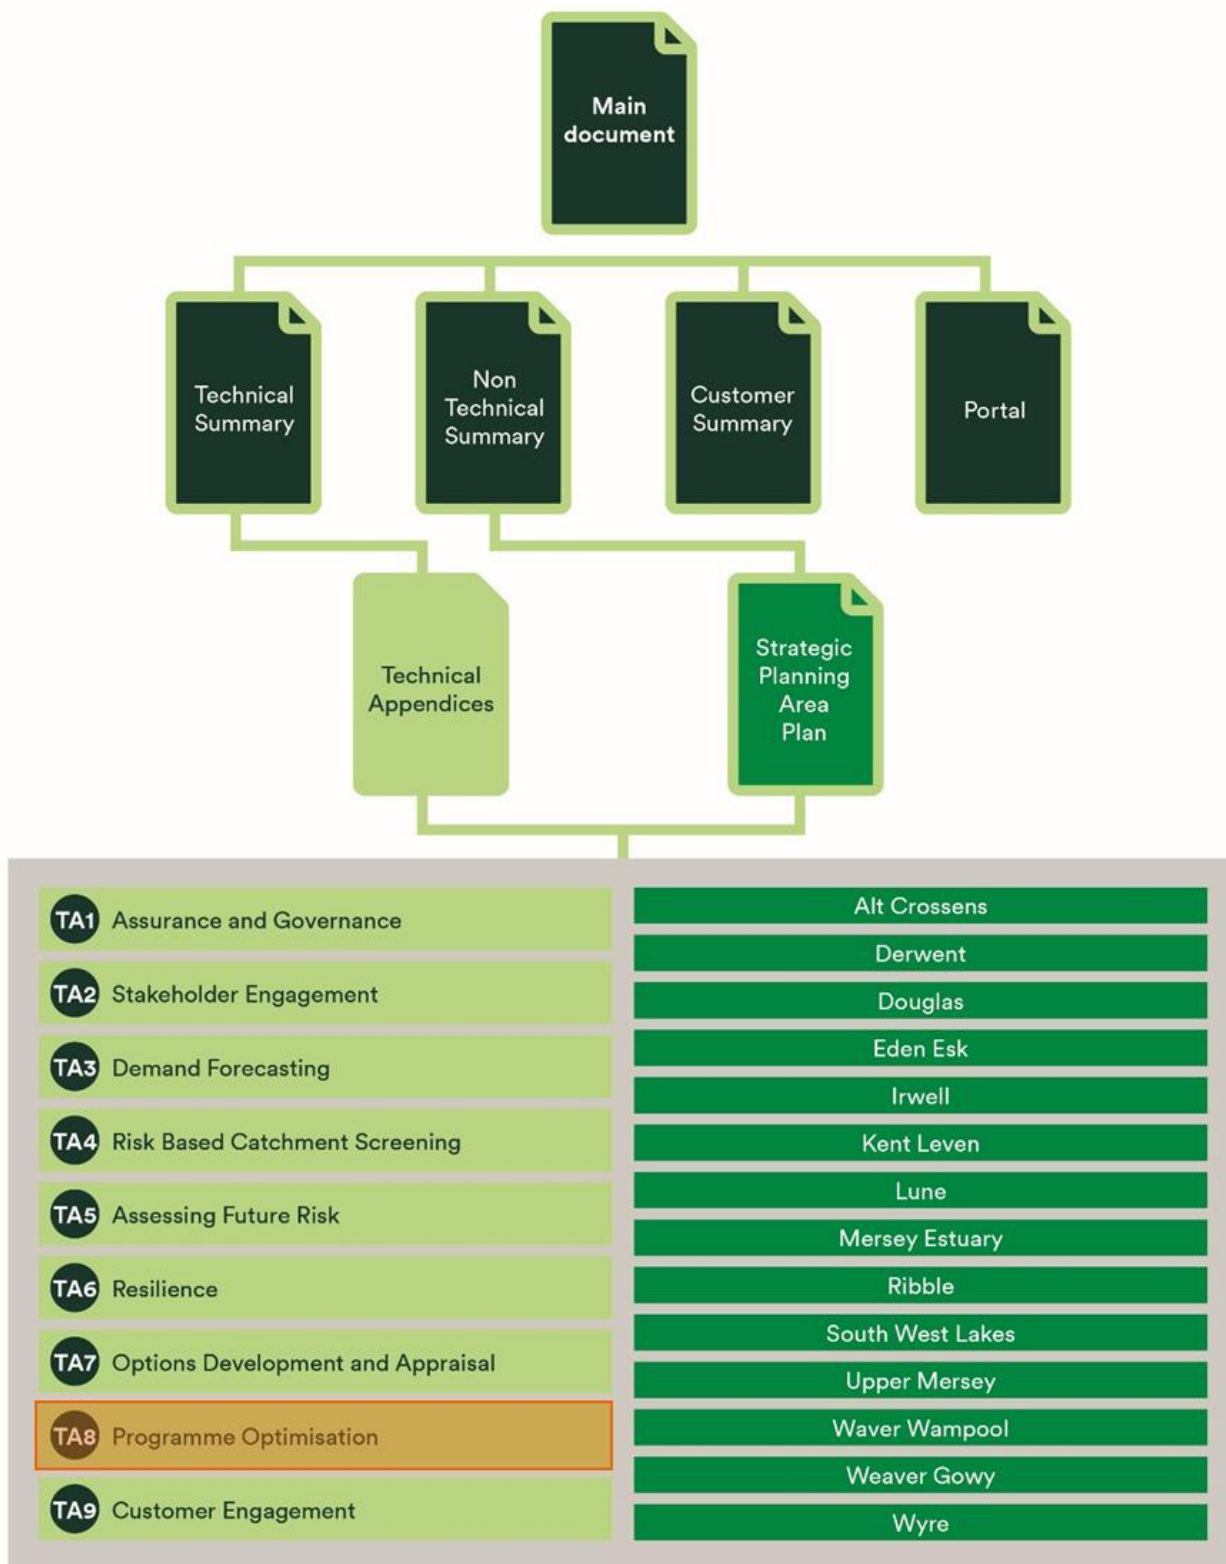 Main
document
Technical
Summary
Non
Technical
Summary
Customer
Summary
Portal
Technical
Appendices
Strategic
Planning
Area
Plan
TA1 Assurance and Governance
TA2 Stakeholder Engagement
TA3 Demand Forecasting
TA4 Risk Based Catchment Screening
TA5 Assessing Future Risk
TA6 Resilience
TA7 Options Development and Appraisal
TA8 Programme Optimisation
TA9 Customer Engagement
Alt Crossens
Derwent
Douglas
Eden Esk
Irwell
Kent Leven
Lune
Mersey Estuary
Ribble
South West Lakes
Upper Mersey
Waver Wampool
Weaver Gowy
Wyre